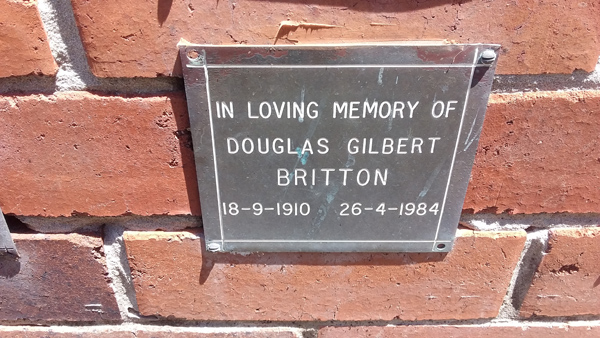 IN LOVING MEMORY OF
DOUGLAS GILBERT
BRITTON
18-9-1910 26-4-1984